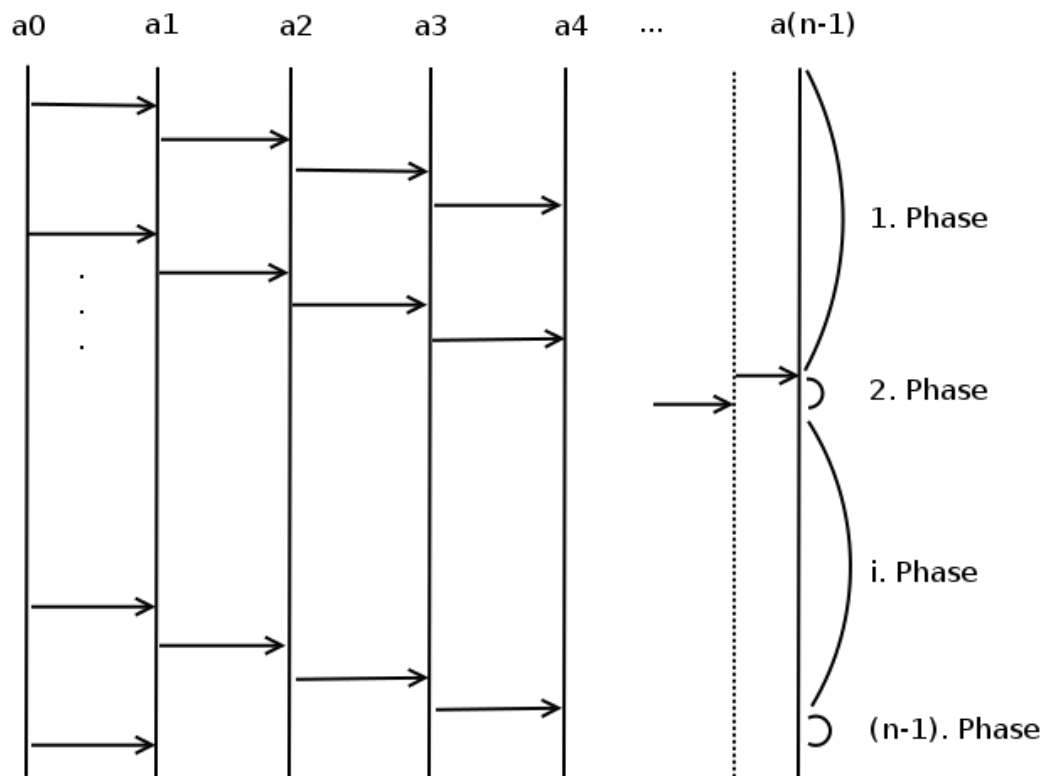 a0 a1 a2 a3 a4 ... a(n-1)
1. Phase
2. Phase
i. Phase
(n-1). Phase